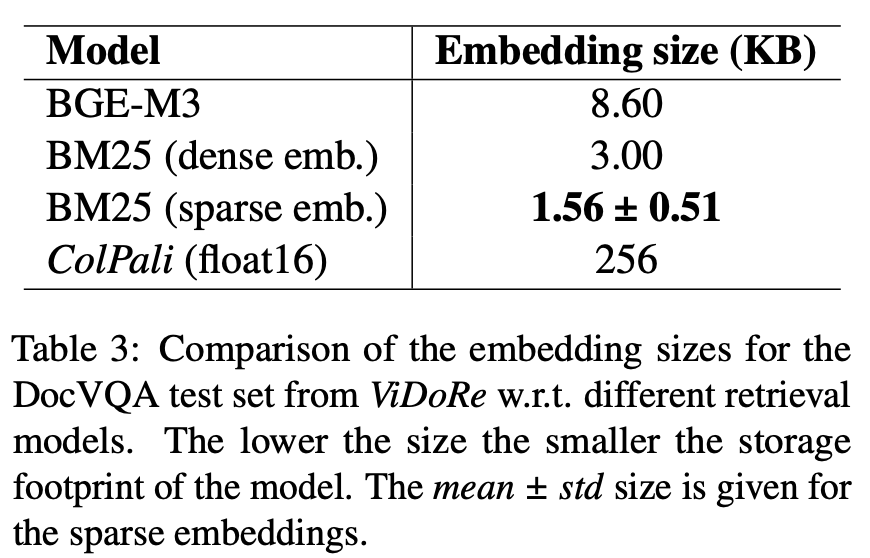 Model Embedding size (KB)
BGE-M3 8.60
BM25 (dense emb.) 3.00
BM25 (sparse emb.) 1.56 ± 0.51
ColPali (float16) 256
Table 3: Comparison of the embedding sizes for the
DocVQA test set from ViDoRe w.r.t. different retrieval
models. The lower the size the smaller the storage
footprint of the model. The mean ± std size is given for
the sparse embeddings.